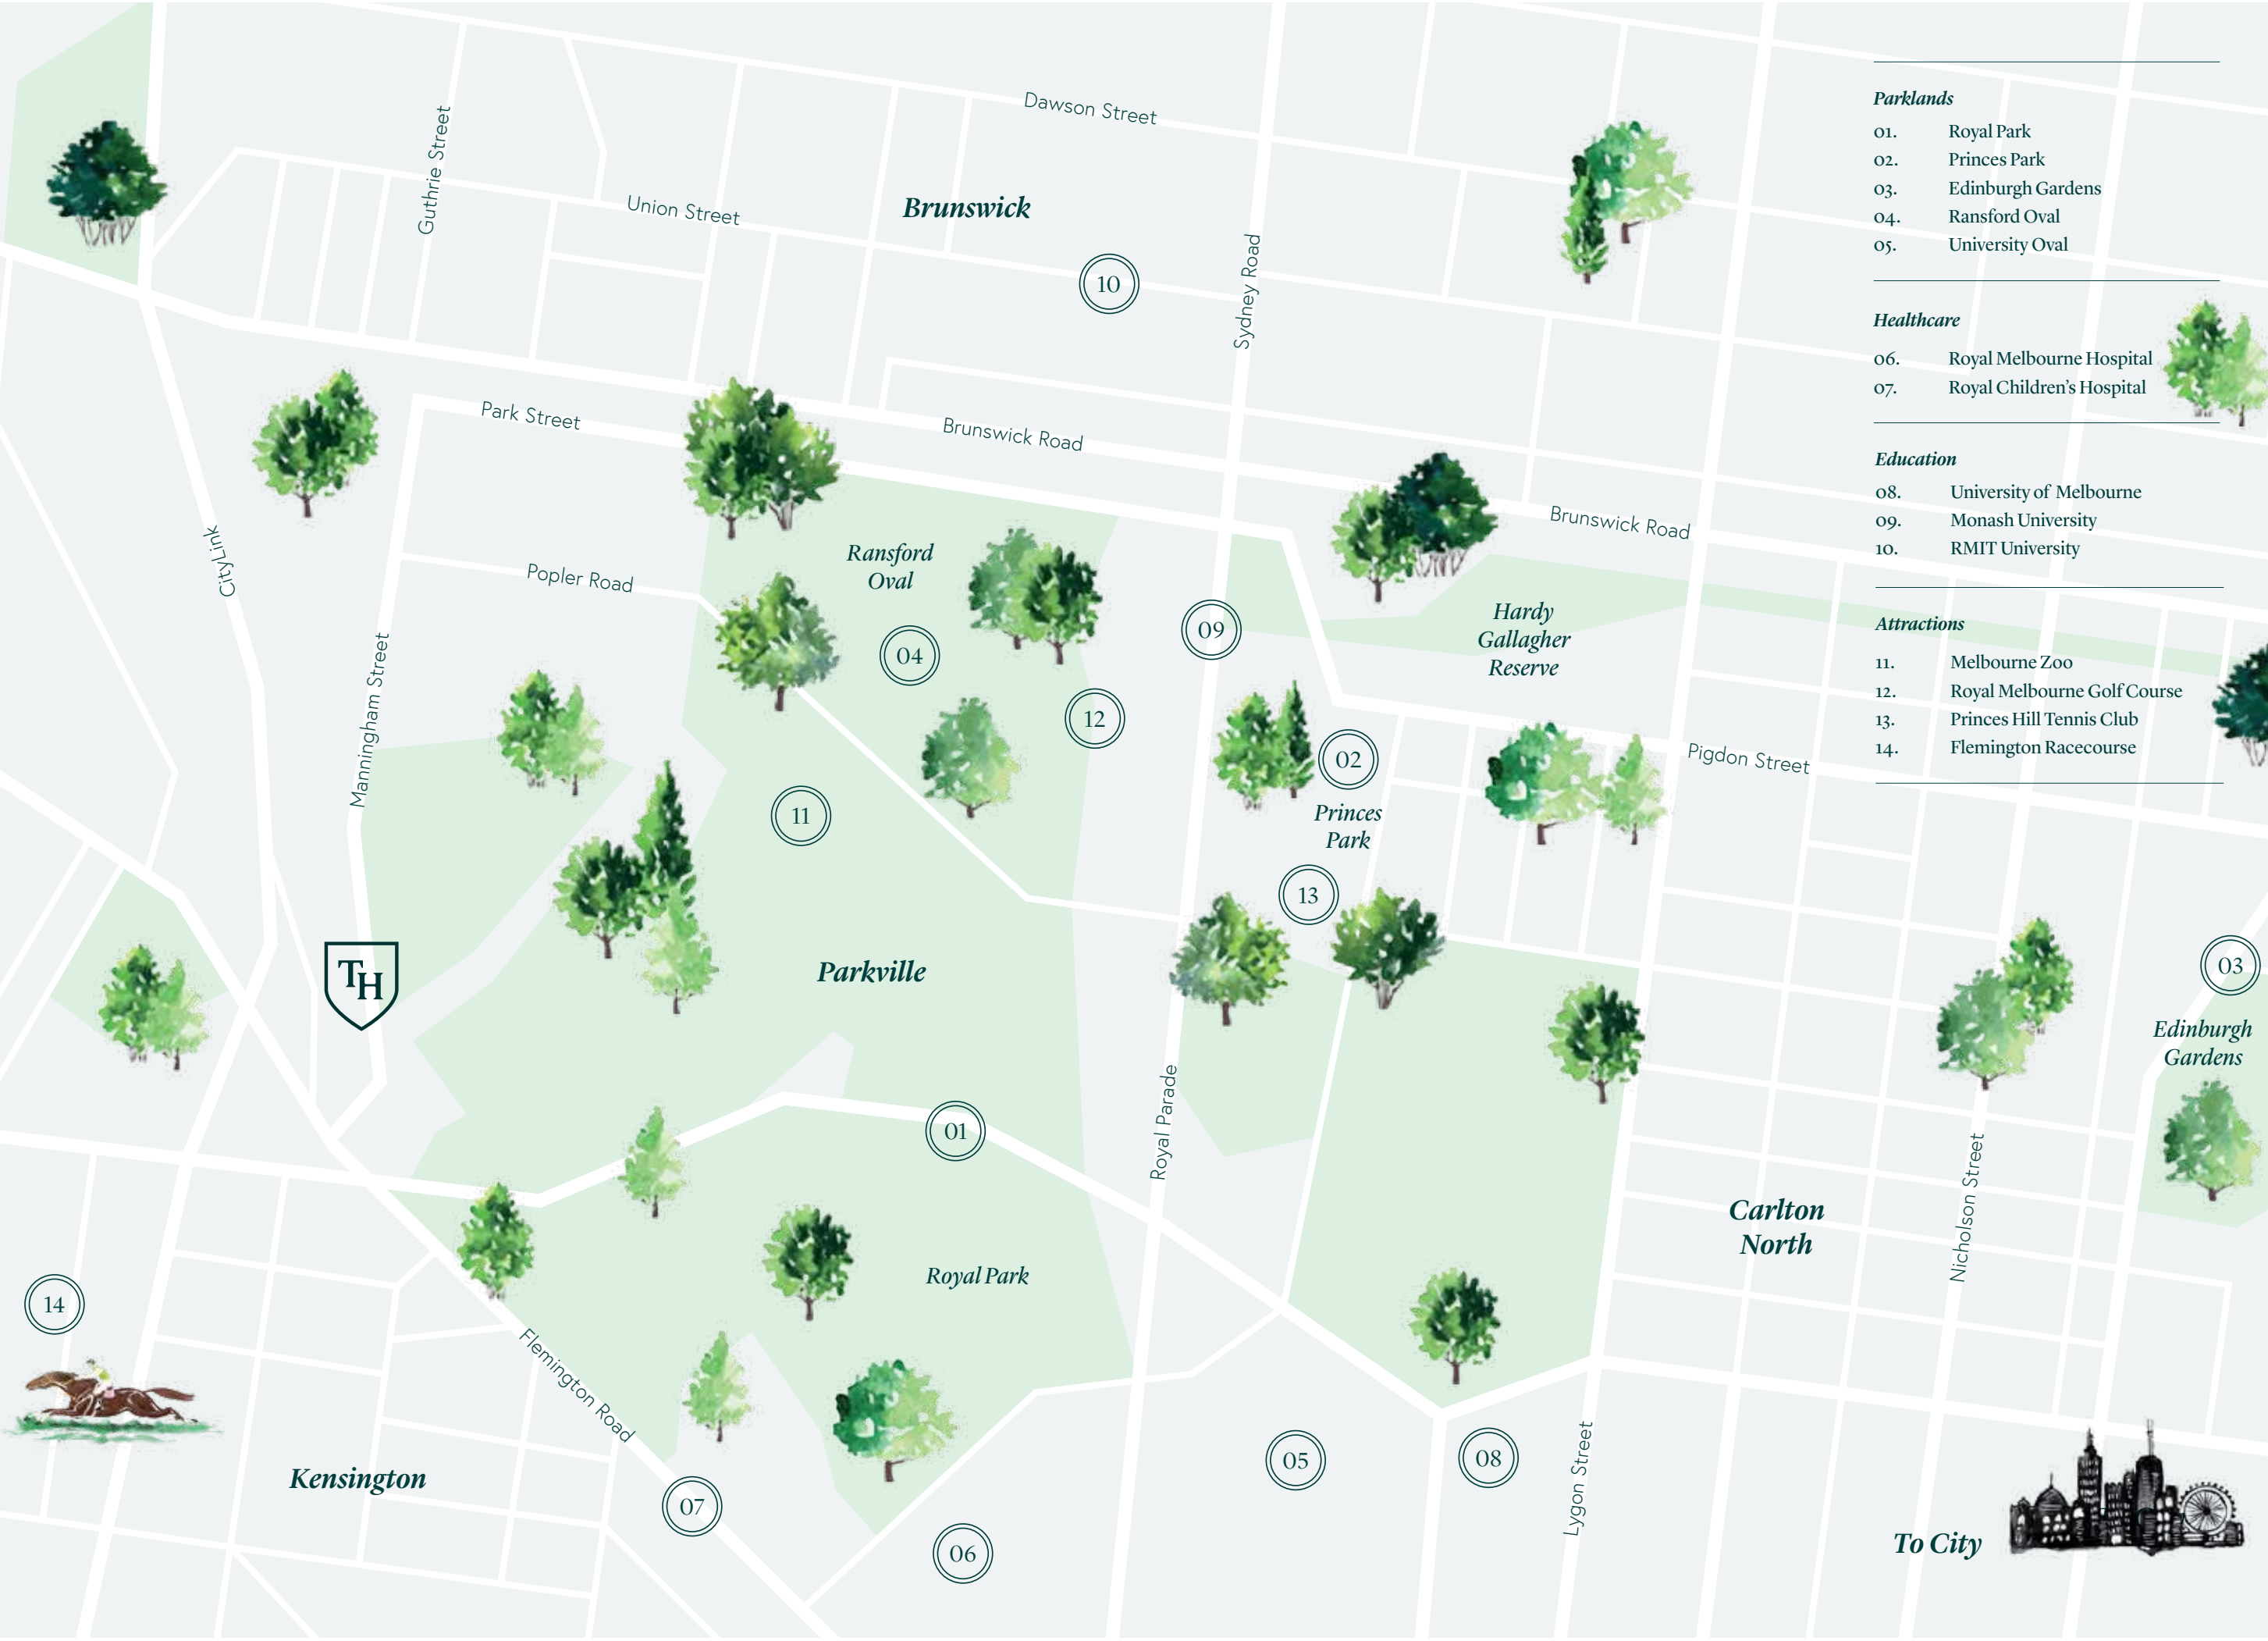 Dawson Street
Guthrie Street
Union Street
Brunswick
10
Sydney Road
Park Street
Brunswick Road
Brunswick Road
CityLink
Popler Road
Ransford
Oval
04
09
Hardy
Gallagher
Reserve
12
Manningham Street
11
02
Princes
Park
Pigdon Street
13
TH
Parkville
03
Edinburgh
Gardens
01
Royal Parade
Royal Park
Carlton
North
Nicholson Street
14
Flemington Road
Kensington
07
06
05
08
Lygon Street
To City
Parklands
01. Royal Park
02. Princes Park
03. Edinburgh Gardens
04. Ransford Oval
05. University Oval
Healthcare
06. Royal Melbourne Hospital
07. Royal Children’s Hospital
Education
08. University of Melbourne
09. Monash University
10. RMIT University
Attractions
11. Melbourne Zoo
12. Royal Melbourne Golf Course
13. Princes Hill Tennis Club
14. Flemington Racecourse